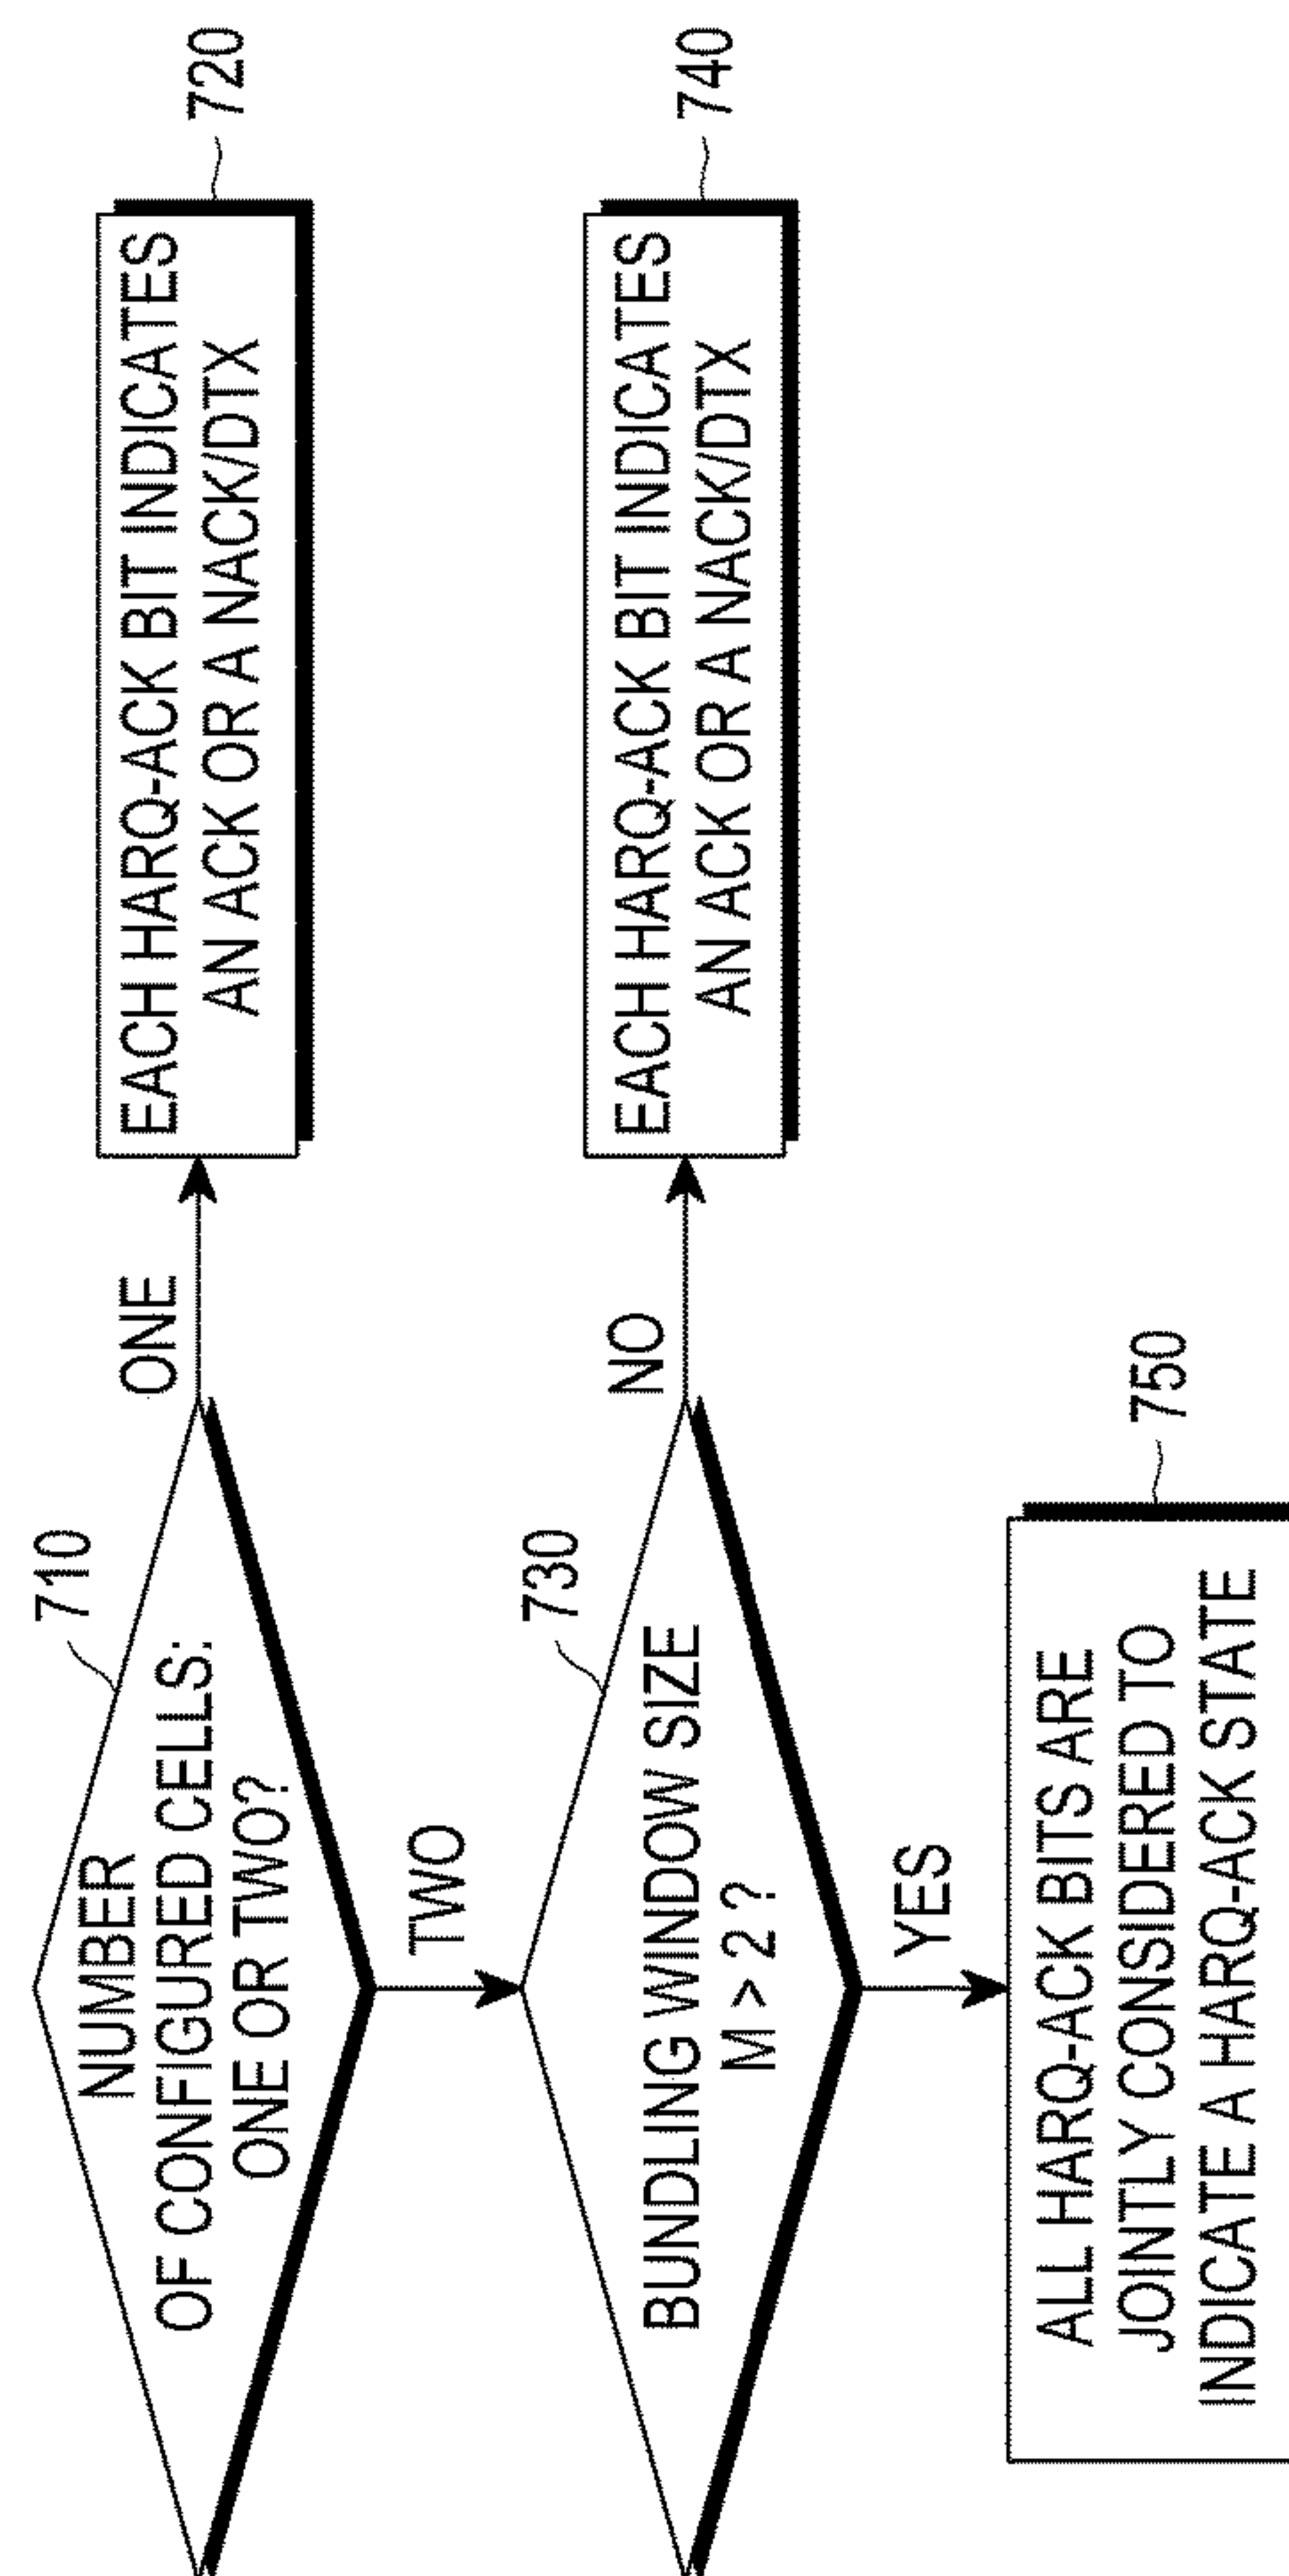 710
NUMBER
OF CONFIGURED CELLS:
ONE OR TWO?
ONE
EACH HARQ-ACK BIT INDICATES
AN ACK OR A NACK/DTX
720
TWO
730
BUNDLING WINDOW SIZE
M > 2 ?
NO
EACH HARQ-ACK BIT INDICATES
AN ACK OR A NACK/DTX
740
YES
ALL HARQ-ACK BITS ARE
JOINTLY CONSIDERED TO
INDICATE A HARQ-ACK STATE
750